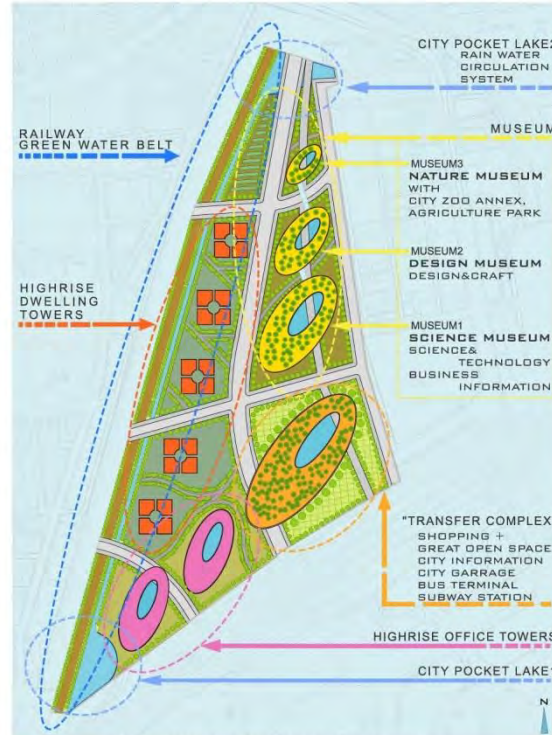 CITY POCKET LAKE2
RAIN WATER
CIRCULATION
SYSTEM
RAILWAY
GREEN WATER BELT
MUSEUM
MUSEUM3
NATURE MUSEUM
WITH
CITY ZOO ANNEX,
AGRICULTURE PARK
MUSEUM2
DESIGN MUSEUM
DESIGN&CRAFT
HIGHRISE
DWELLING
TOWERS
MUSEUM1
SCIENCE MUSEUM
SCIENCE&
TECHNOLOGY
BUSINESS
INFORMATION
"TRANSFER COMPLEX
SHOPPING +
GREAT OPEN SPACE
CITY INFORMATION
CITY GARRAGE
BUS TERMINAL
SUBWAY STATION
HIGHRISE OFFICE TOWERS
CITY POCKET LAKE1
N